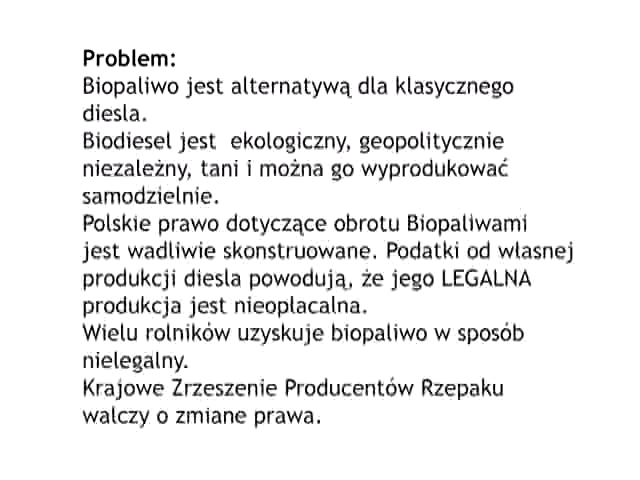 Problem:
Biopaliwo jest alternatywą dla klasycznego
diesla.
Biodiesel jest ekologiczny, geopolitycznie
niezależny, tani i można go wyprodukować
samodzielnie.
Polskie prawo dotyczące obrotu Biopaliwami
jest wadliwie skonstruowane. Podatki od własnej
produkcji diesla powodują, że jego LEGALNA
produkcja jest nieopłacalna.
Wielu rolników uzyskuje biopaliwo w sposób
nielegalny.
Krajowe Zrzeszenie Producentów Rzepaku
walczy o zmiane prawa.